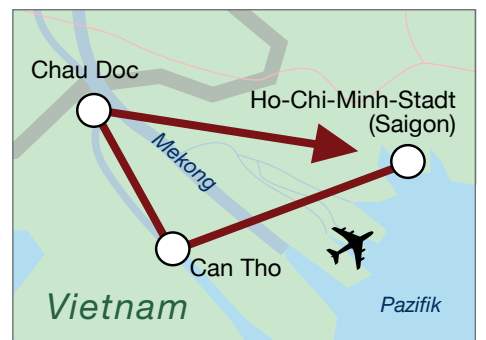 Chau Doc
Ho-Chi-Minh-Stadt
(Saigon)
Mekong
Can Tho
Vietnam
Pazifik